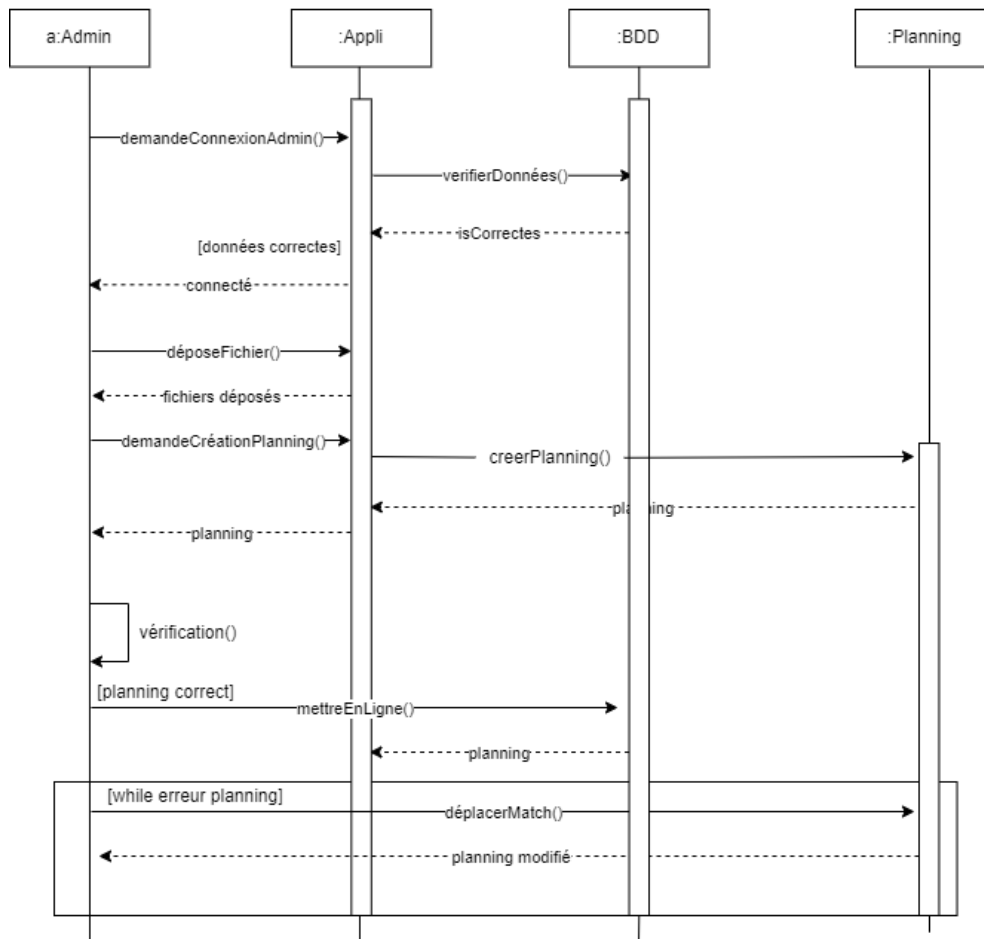 a:Admin
:Appli
:BDD
:Planning
demandeConnexionAdmin()
verifierDonnées()
isCorrectes
[données correctes]
connecté
déposeFichier()
fichiers déposés
demandeCréationPlanning()
creerPlanning()
planning
planning
vérification()
[planning correct]
mettreEnLigne()
planning
[while erreur planning]
déplacerMatch()
planning modifié